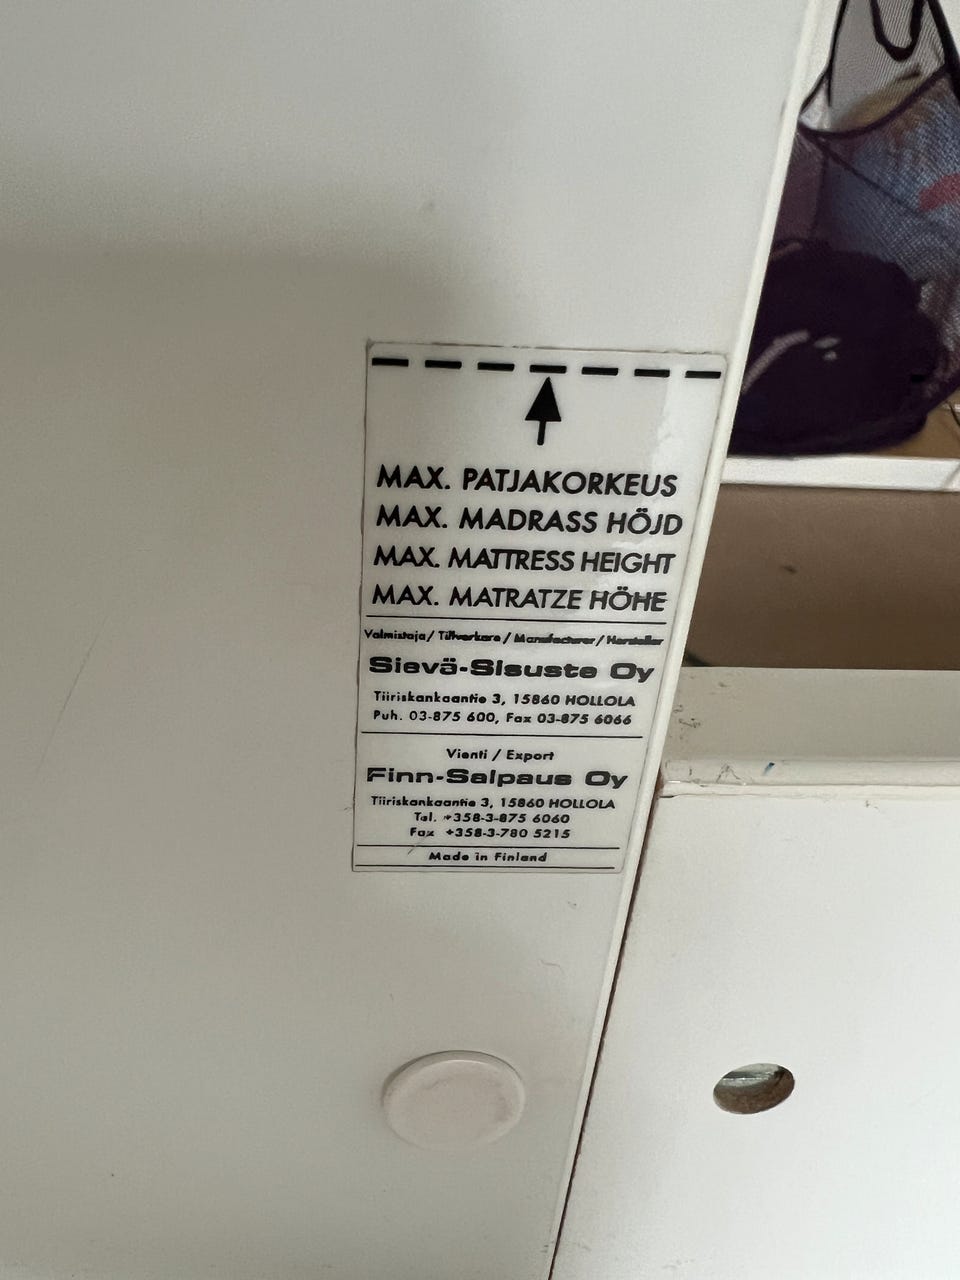 MAX. PATJAKORKEUS
MAX. MADRASS HÖJD
MAX. MATTRESS HEIGHT
MAX. MATRATZE HÖHE
Valmistaja / Tillverkare / Manufacturer / Hersteller
Sievä-Sisuste Oy
Tiiriskankaantie 3, 15860 HOLLOLA
Puh. 03-875 600, Fax 03-875 6066
Vienti / Export
Finn-Salpaus Oy
Tiiriskankaantie 3, 15860 HOLLOLA
Tel. +358-3-875 6060
Fax +358-3-780 5215
Made in Finland